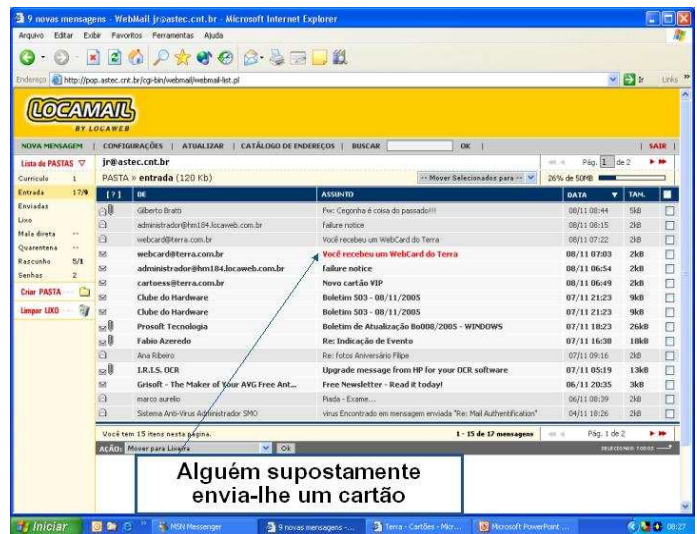 9 novas mensagens - WebMail jr@astec.cnt.br - Microsoft Internet Explorer
Arquivo Editar Exibir Favoritos Ferramentas Ajuda
Endereço http://pop.astec.cnt.br/cgi-bin/webmail/webmail-list.pl Ir Links
LOCAMAIL
BY LOCAWEB
NOVA MENSAGEM | CONFIGURAÇÕES | ATUALIZAR | CATÁLOGO DE ENDEREÇOS | BUSCAR OK | | SAIR |
Lista de PASTAS
Currículo 1
Entrada 17/9
Enviadas
Lixo
Mala direta --
Quarentena --
Rascunho 5/1
Senhas 2
Criar PASTA
Limpar LIXO
jr@astec.cnt.br Pág. 1 de 2
PASTA » entrada (120 Kb) -- Mover Selecionados para -- 26% de 50MB
[?] DE ASSUNTO DATA TAM.
Gilberto Bratti Fw: Cegonha é coisa do passado!!! 08/11 08:44 5kB
administrador@hm184.locaweb.com.br failure notice 08/11 08:15 2kB
webcard@terra.com.br Você recebeu um WebCard do Terra 08/11 07:22 2kB
webcard@terra.com.br Você recebeu um WebCard do Terra 08/11 07:03 2kB
administrador@hm184.locaweb.com.br failure notice 08/11 06:54 2kB
cartoess@terra.com.br Novo cartão VIP 08/11 06:49 2kB
Clube do Hardware Boletim 503 - 08/11/2005 07/11 21:23 9kB
Clube do Hardware Boletim 503 - 08/11/2005 07/11 21:23 9kB
Prosoft Tecnologia Boletim de Atualização Bo008/2005 - WINDOWS 07/11 18:23 26kB
Fabio Azeredo Re: Indicação de Evento 07/11 16:38 18kB
Ana Ribeiro Re: fotos Aniversário Filipe 07/11 09:16 2kB
I.R.I.S. OCR Upgrade message from HP for your OCR software 07/11 05:19 13kB
Grisoft - The Maker of Your AVG Free Ant... Free Newsletter - Read it today! 06/11 20:35 3kB
marco aurelio Piada - Exame... 06/11 08:39 2kB
Sistema Anti-Virus Administrador SMO virus Encontrado em mensagem enviada "Re: Mail Authentification" 04/11 18:26 2kB
Você tem 15 itens nesta página. 1 - 15 de 17 mensagens Pág. 1 de 2
AÇÃO: Mover para Lixeira Ok SELECIONAR TODOS
Alguém supostamente
envia-lhe um cartão
Iniciar MSN Messenger 9 novas mensagens -... Terra - Cartões - Micr... Microsoft PowerPoint ... 08:27